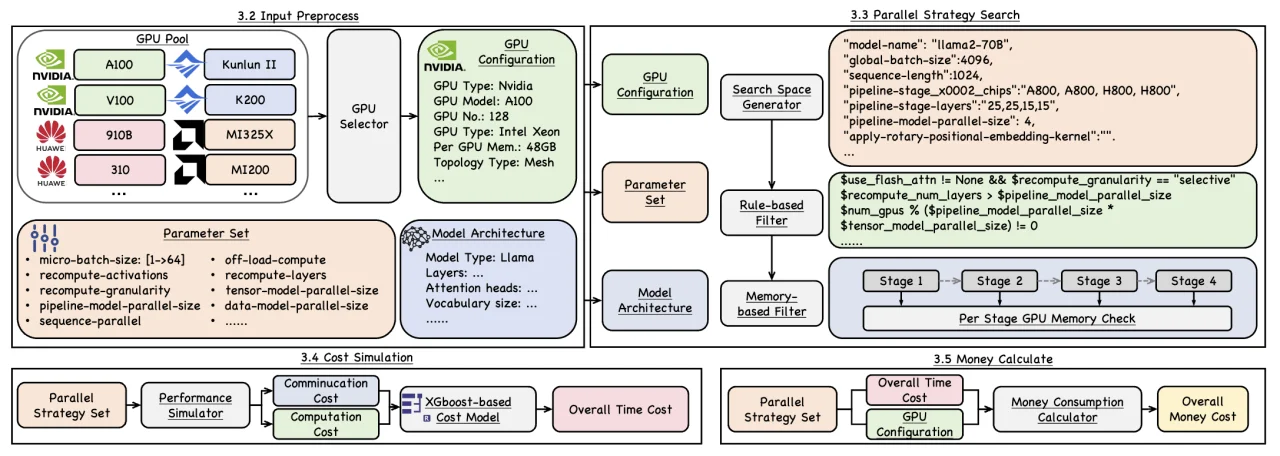 3.2 Input Preprocess
GPU Pool
NVIDIA.
A100
Kunlun II
NVIDIA.
V100
K200
HUAWEI
910B
MI325X
HUAWEI
310
MI200
...
...
GPU
Selector
NVIDIA.
GPU
Configuration
GPU Type: Nvidia
GPU Model: A100
GPU No.: 128
GPU Type: Intel Xeon
Per GPU Mem.: 48GB
Topology Type: Mesh
...
Parameter Set
• micro-batch-size: [1->64]
• recompute-activations
• recompute-granularity
• pipeline-model-parallel-size
• sequence-parallel
• off-load-compute
• recompute-layers
• tensor-model-parallel-size
• data-model-parallel-size
• ......
Model Architecture
Model Type: Llama
Layers: ...
Attention heads: ...
Vocabulary size: ...
......
3.3 Parallel Strategy Search
GPU
Configuration
Parameter
Set
Model
Architecture
Search Space
Generator
Rule-based
Filter
Memory-
based Filter
"model-name": "llama2-70B",
"global-batch-size":4096,
"sequence-length":1024,
"pipeline-stage_x0002_chips":"A800, A800, H800, H800",
"pipeline-stage-layers":"25,25,15,15",
"pipeline-model-parallel-size": 4,
"apply-rotary-positional-embedding-kernel":"".
...
$use_flash_attn != None && $recompute_granularity == "selective"
$recompute_num_layers > $pipeline_model_parallel_size
$num_gpus % ($pipeline_model_parallel_size *
$tensor_model_parallel_size) != 0
......
Stage 1
Stage 2
Stage 3
Stage 4
Per Stage GPU Memory Check
3.4 Cost Simulation
Parallel
Strategy Set
Performance
Simulator
Comminucation
Cost
Computation
Cost
XGboost-based
Cost Model
Overall Time Cost
3.5 Money Calculate
Parallel
Strategy Set
Overall Time
Cost
GPU
Configuration
Money Consumption
Calculator
Overall
Money Cost